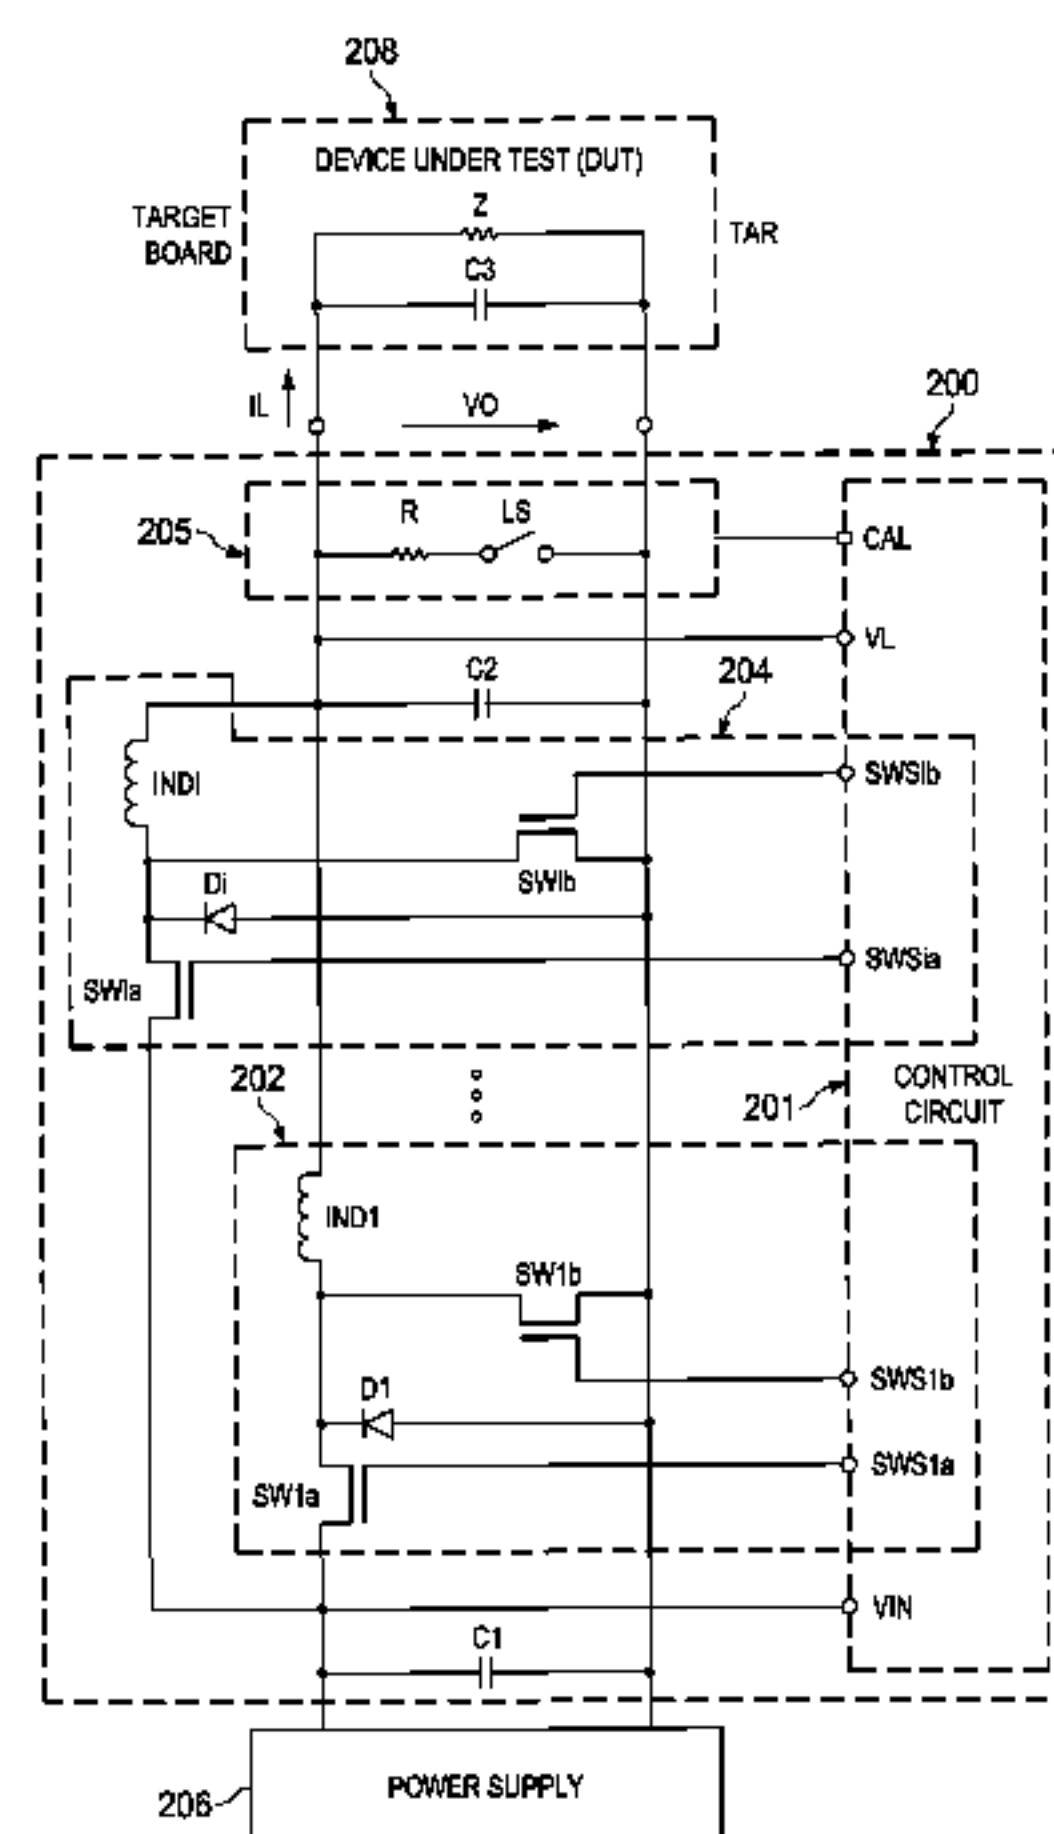 208
DEVICE UNDER TEST (DUT)
TARGET
BOARD
Z
TAR
C3
200
IL
VO
205
R
LS
CAL
VL
C2
204
INDI
SWSIb
SWIb
Di
SWSia
SWIa
202
201
CONTROL
CIRCUIT
IND1
SW1b
D1
SWS1b
SWS1a
SW1a
VIN
C1
POWER SUPPLY
206